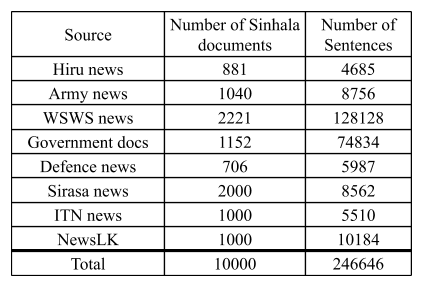 Source Number of Sinhala documents Number of Sentences
Hiru news 881 4685
Army news 1040 8756
WSWS news 2221 128128
Government docs 1152 74834
Defence news 706 5987
Sirasa news 2000 8562
ITN news 1000 5510
NewsLK 1000 10184
Total 10000 246646